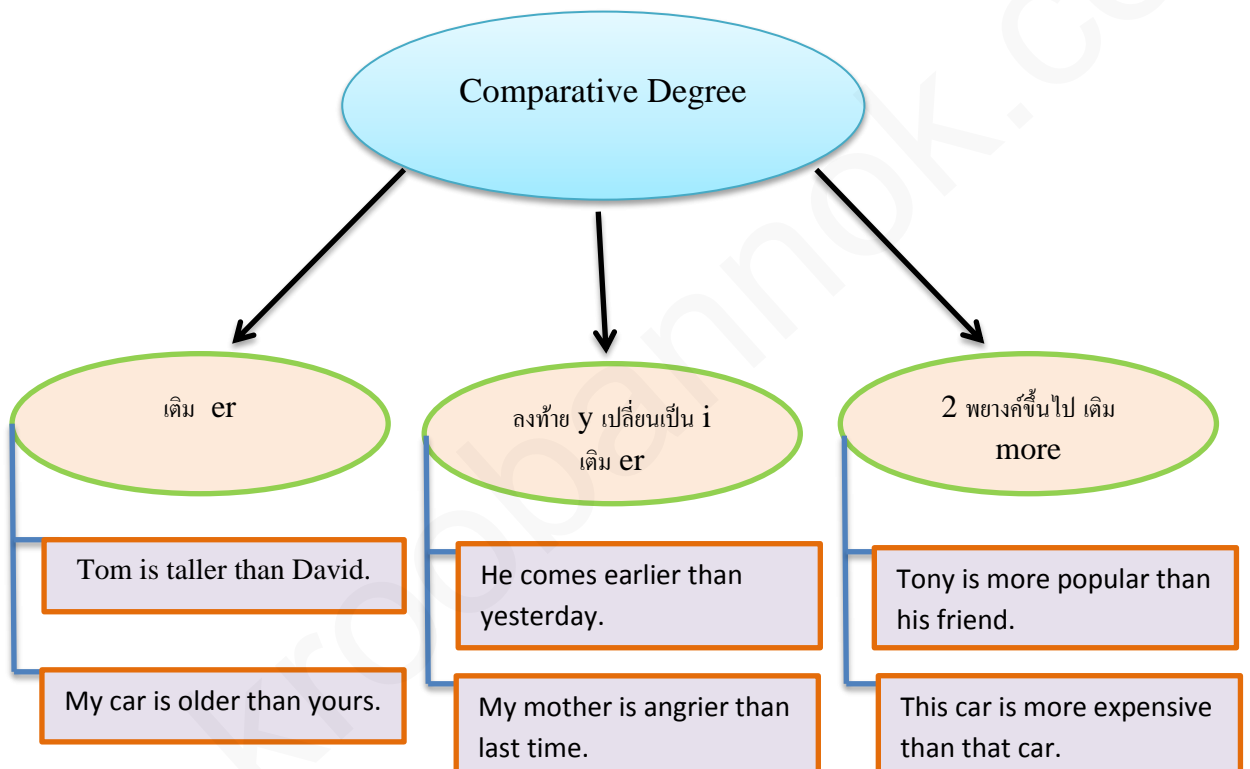 Comparative Degree
เติม er
Tom is taller than David.
My car is older than yours.
ลงท้าย y เปลี่ยนเป็น i
เติม er
He comes earlier than
yesterday.
My mother is angrier than
last time.
2 พยางค์ขึ้นไป เติม
more
Tony is more popular than
his friend.
This car is more expensive
than that car.